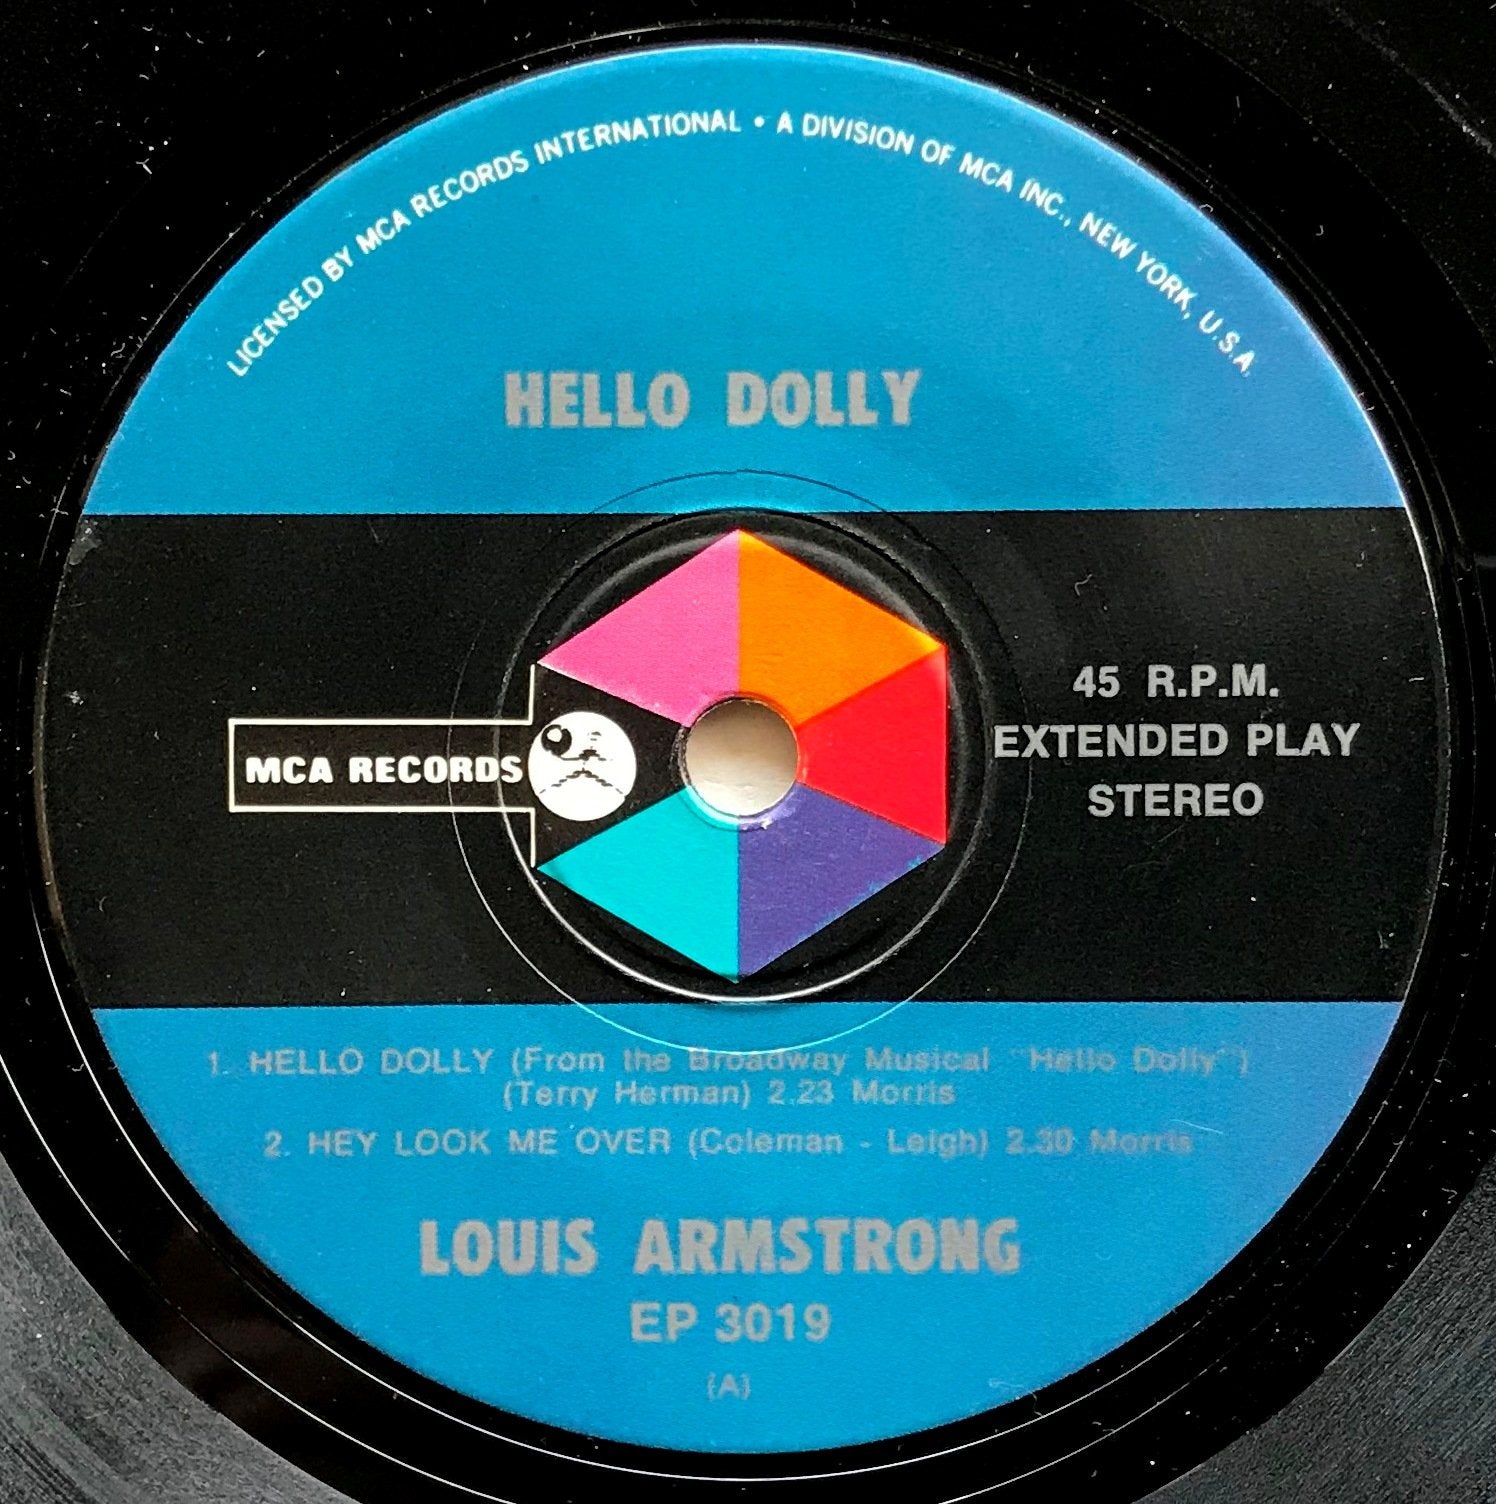 LICENSED BY MCA RECORDS INTERNATIONAL • A DIVISION OF MCA INC., NEW YORK, U.S.A.
HELLO DOLLY
MCA RECORDS
45 R.P.M.
EXTENDED PLAY
STEREO
1. HELLO DOLLY (From the Broadway Musical "Hello Dolly")
(Terry Herman) 2.23 Morris
2. HEY LOOK ME OVER (Coleman - Leigh) 2.30 Morris
LOUIS ARMSTRONG
EP 3019
(A)